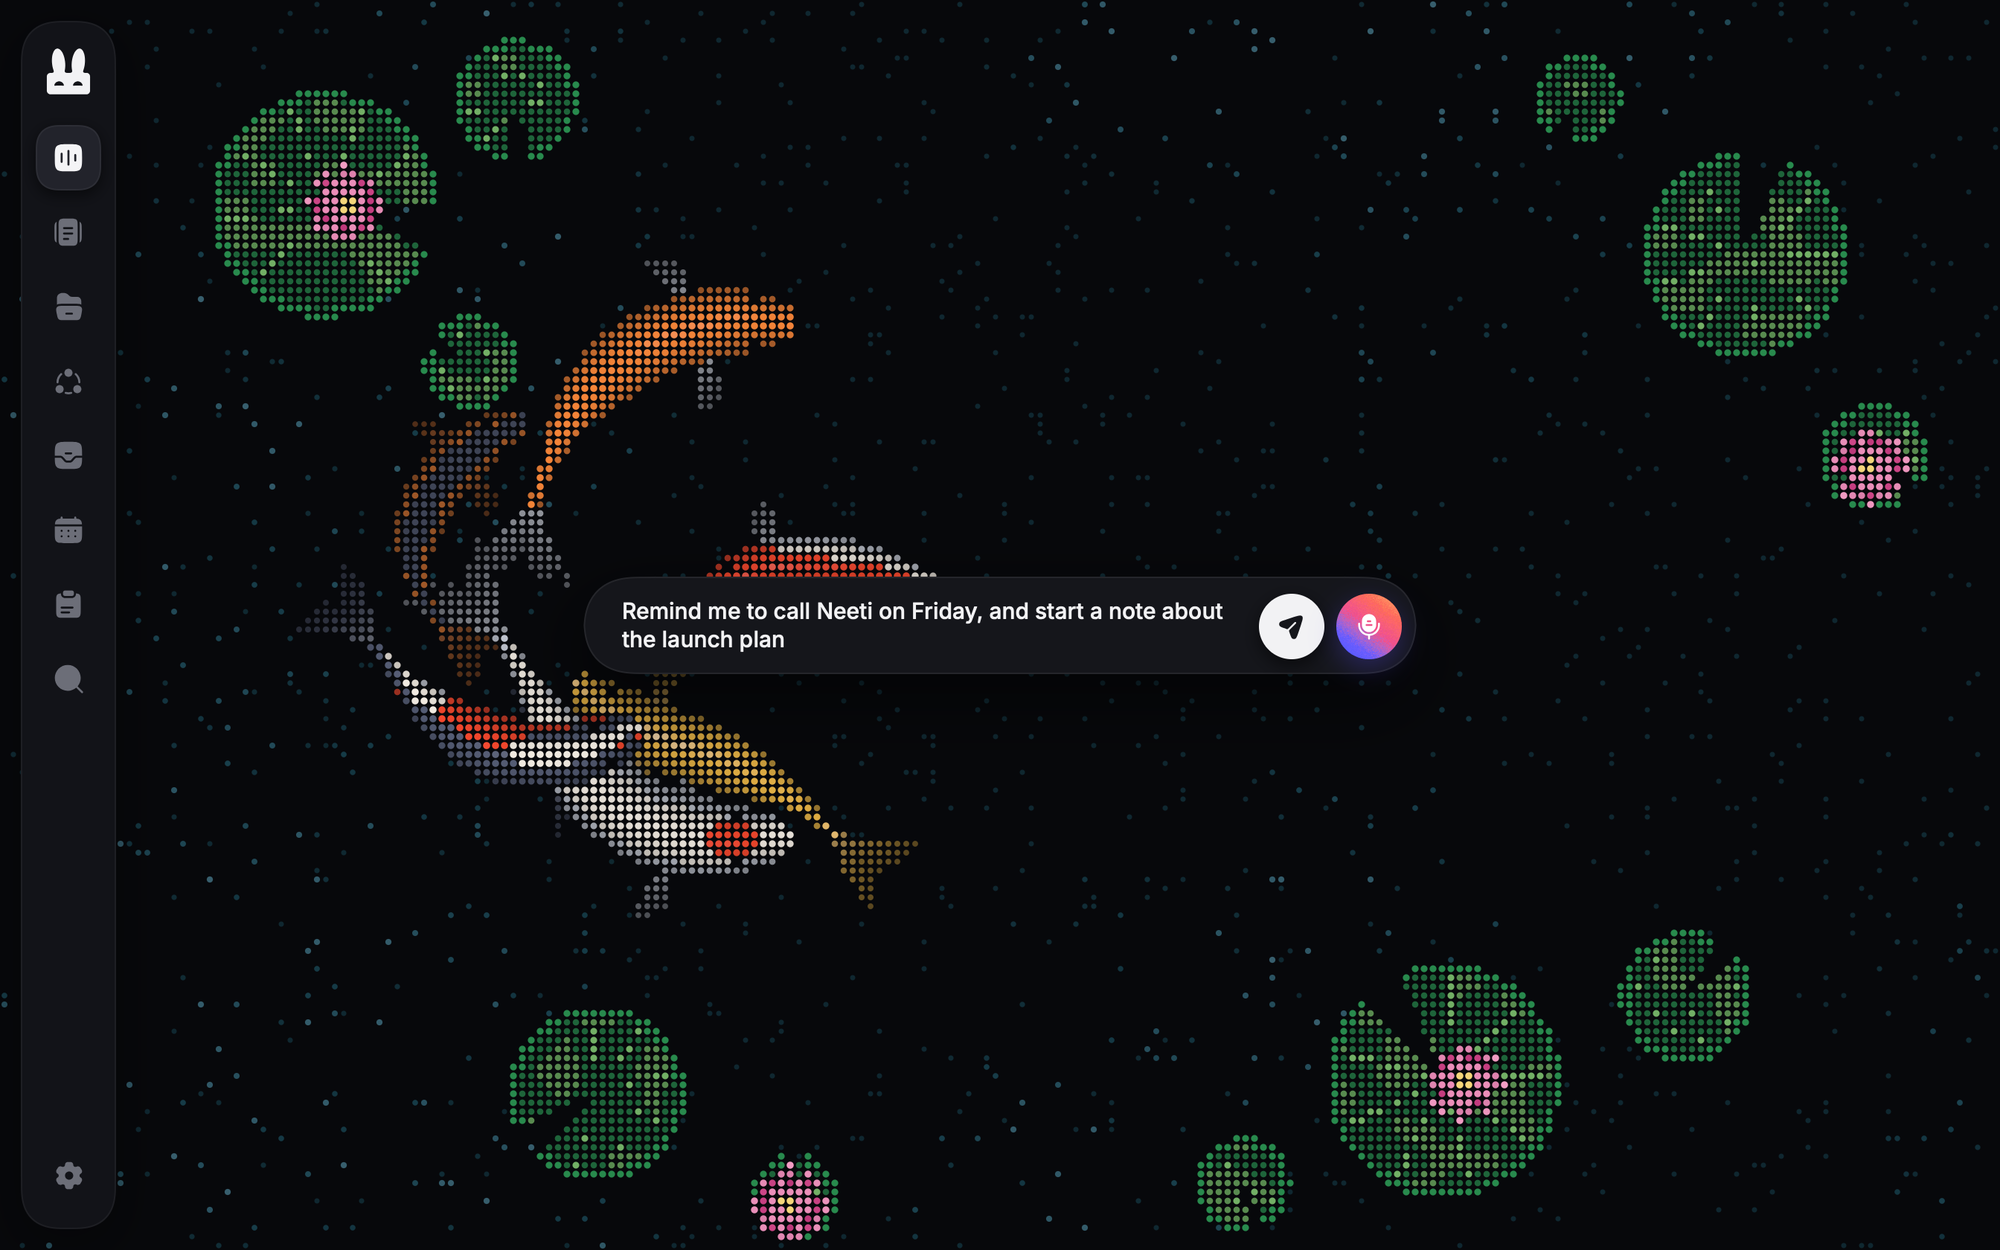 Remind me to call Neeti on Friday, and start a note about
the launch plan